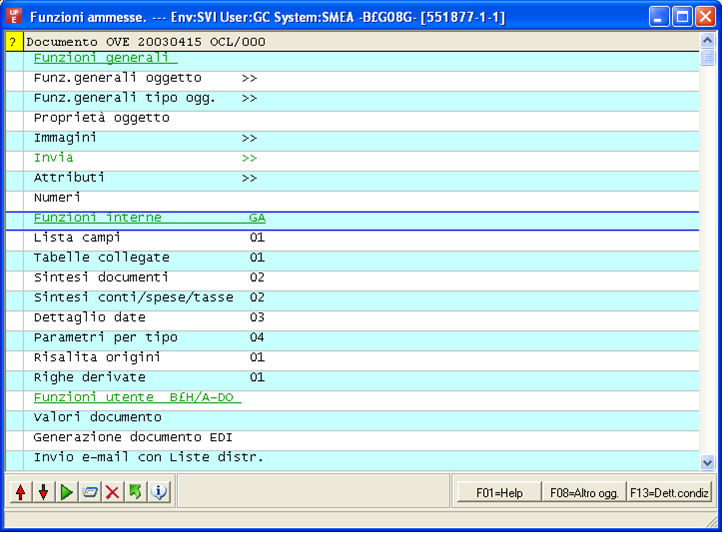 UP E Funzioni ammesse. --- Env:SVI User:GC System:SMEA -B£G08G- [551877-1-1]
? Documento OVE 20030415 OCL/000
Funzioni generali
Funz.generali oggetto >>
Funz.generali tipo ogg. >>
Proprietà oggetto
Immagini >>
Invia >>
Attributi >>
Numeri
Funzioni interne GA
Lista campi 01
Tabelle collegate 01
Sintesi documenti 02
Sintesi conti/spese/tasse 02
Dettaglio date 03
Parametri per tipo 04
Risalita origini 01
Righe derivate 01
Funzioni utente B£H/A-DO
Valori documento
Generazione documento EDI
Invio e-mail con Liste distr.
F01=Help F08=Altro ogg. F13=Dett.condiz